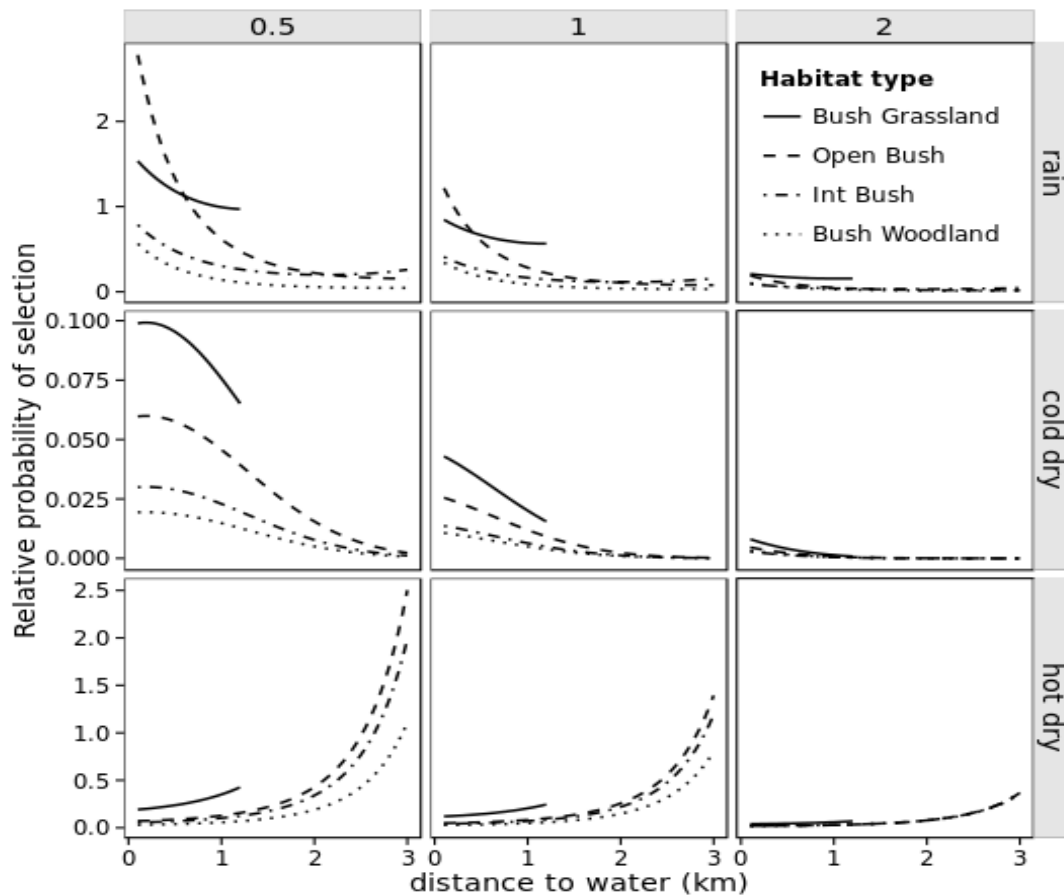 0.5 1 2
Relative probability of selection
2
1
0
rain
Habitat type
Bush Grassland
Open Bush
Int Bush
Bush Woodland
0.100
0.075
0.050
0.025
0.000
cold dry
2.5
2.0
1.5
1.0
0.5
0.0
hot dry
0 1 2 3 0 1 2 3 0 1 2 3
distance to water (km)